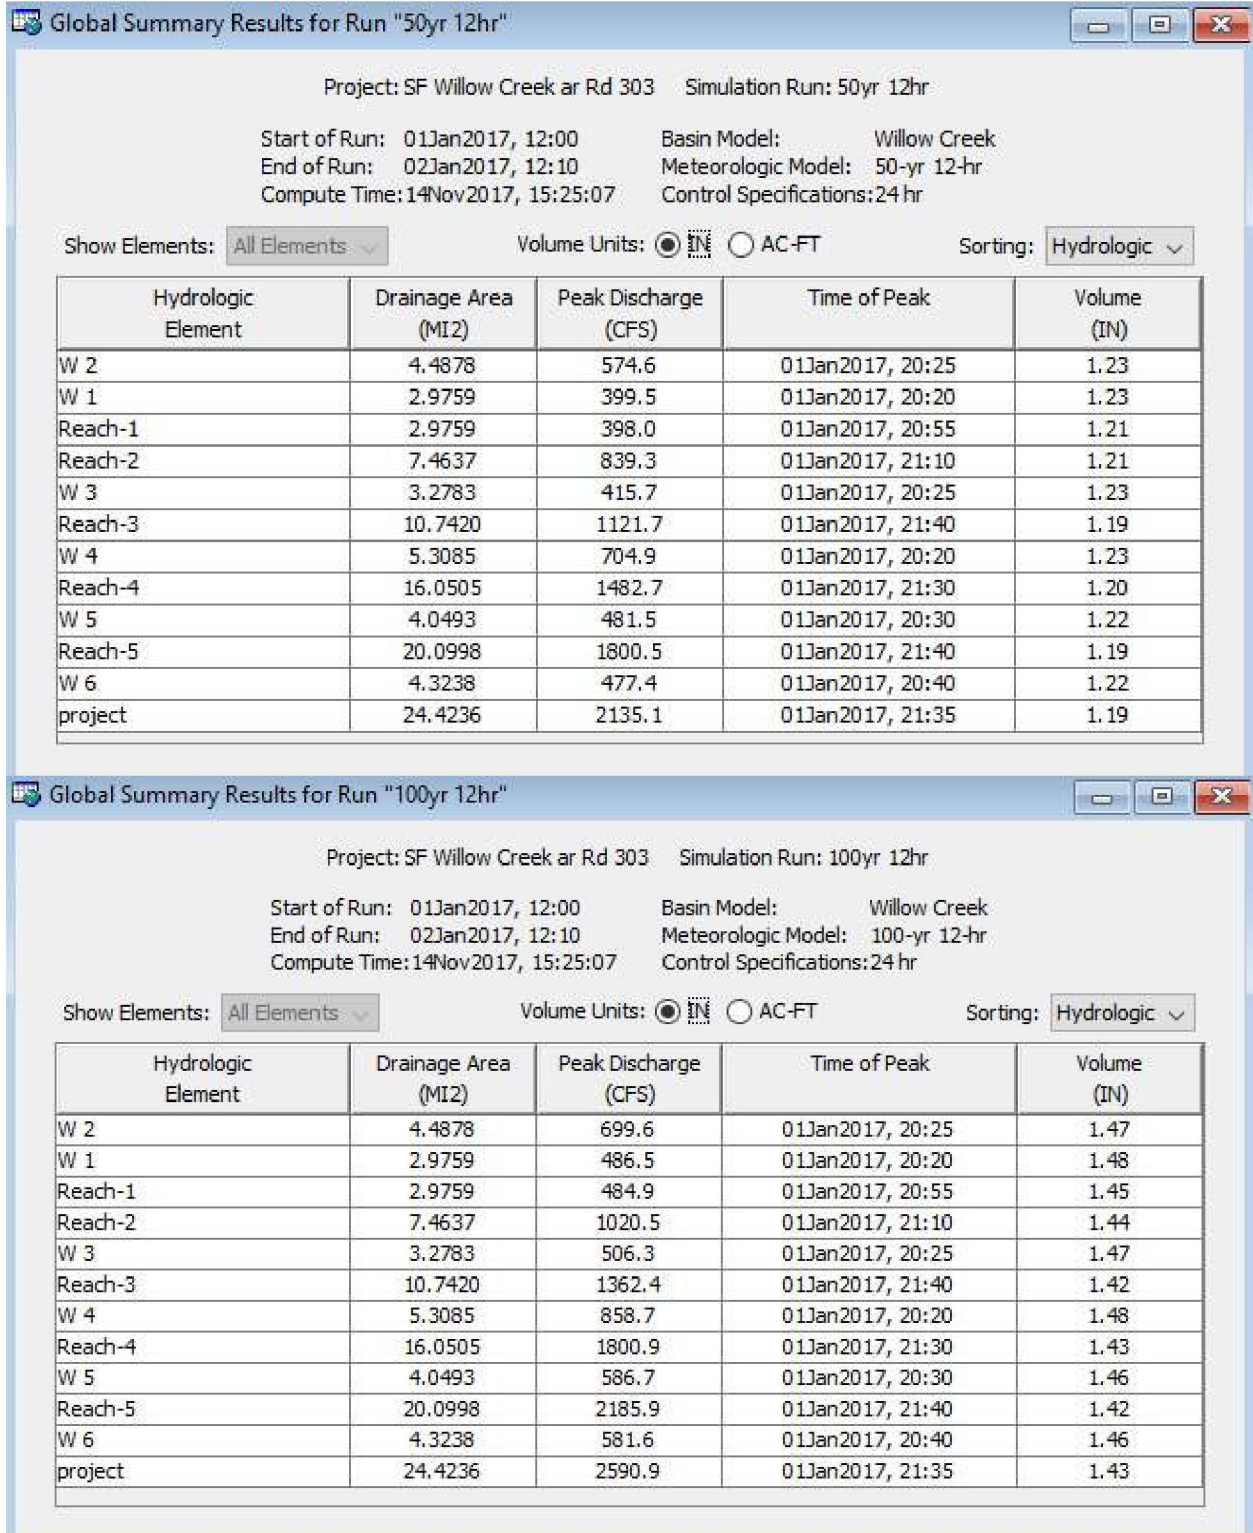 Global Summary Results for Run "50yr 12hr"
Project: SF Willow Creek ar Rd 303 Simulation Run: 50yr 12hr
Start of Run: 01Jan2017, 12:00 Basin Model: Willow Creek
End of Run: 02Jan2017, 12:10 Meteorologic Model: 50-yr 12-hr
Compute Time:14Nov2017, 15:25:07 Control Specifications:24 hr
Show Elements: All Elements Volume Units: IN AC-FT Sorting: Hydrologic
Hydrologic Drainage Area Peak Discharge Time of Peak Volume
Element (MI2) (CFS) (IN)
W 2 4.4878 574.6 01Jan2017, 20:25 1.23
W 1 2.9759 399.5 01Jan2017, 20:20 1.23
Reach-1 2.9759 398.0 01Jan2017, 20:55 1.21
Reach-2 7.4637 839.3 01Jan2017, 21:10 1.21
W 3 3.2783 415.7 01Jan2017, 20:25 1.23
Reach-3 10.7420 1121.7 01Jan2017, 21:40 1.19
W 4 5.3085 704.9 01Jan2017, 20:20 1.23
Reach-4 16.0505 1482.7 01Jan2017, 21:30 1.20
W 5 4.0493 481.5 01Jan2017, 20:30 1.22
Reach-5 20.0998 1800.5 01Jan2017, 21:40 1.19
W 6 4.3238 477.4 01Jan2017, 20:40 1.22
project 24.4236 2135.1 01Jan2017, 21:35 1.19
Global Summary Results for Run "100yr 12hr"
Project: SF Willow Creek ar Rd 303 Simulation Run: 100yr 12hr
Start of Run: 01Jan2017, 12:00 Basin Model: Willow Creek
End of Run: 02Jan2017, 12:10 Meteorologic Model: 100-yr 12-hr
Compute Time:14Nov2017, 15:25:07 Control Specifications:24 hr
Show Elements: All Elements Volume Units: IN AC-FT Sorting: Hydrologic
Hydrologic Drainage Area Peak Discharge Time of Peak Volume
Element (MI2) (CFS) (IN)
W 2 4.4878 699.6 01Jan2017, 20:25 1.47
W 1 2.9759 486.5 01Jan2017, 20:20 1.48
Reach-1 2.9759 484.9 01Jan2017, 20:55 1.45
Reach-2 7.4637 1020.5 01Jan2017, 21:10 1.44
W 3 3.2783 506.3 01Jan2017, 20:25 1.47
Reach-3 10.7420 1362.4 01Jan2017, 21:40 1.42
W 4 5.3085 858.7 01Jan2017, 20:20 1.48
Reach-4 16.0505 1800.9 01Jan2017, 21:30 1.43
W 5 4.0493 586.7 01Jan2017, 20:30 1.46
Reach-5 20.0998 2185.9 01Jan2017, 21:40 1.42
W 6 4.3238 581.6 01Jan2017, 20:40 1.46
project 24.4236 2590.9 01Jan2017, 21:35 1.43